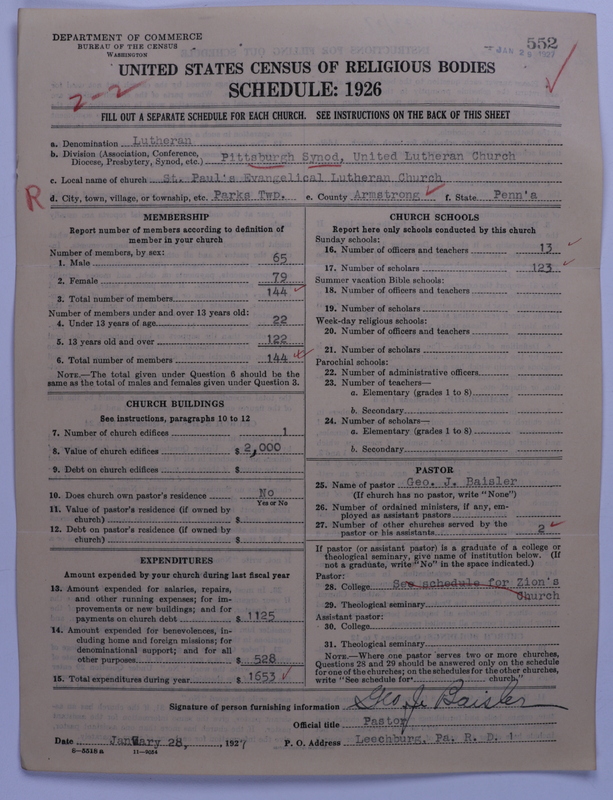 DEPARTMENT OF COMMERCE
BUREAU OF THE CENSUS
WASHINGTON
552
JAN 29 1927
UNITED STATES CENSUS OF RELIGIOUS BODIES
SCHEDULE: 1926
2-2
FILL OUT A SEPARATE SCHEDULE FOR EACH CHURCH. SEE INSTRUCTIONS ON THE BACK OF THIS SHEET
a. Denomination Lutheran
b. Division (Association, Conference, Diocese, Presbytery, Synod, etc.) Pittsburgh Synod, United Lutheran Church
c. Local name of church St. Paul's Evangelical Lutheran Church
R
d. City, town, village, or township, etc. Parks Twp. e. County Armstrong f. State Penn'a
MEMBERSHIP
Report number of members according to definition of
member in your church
Number of members, by sex:
1. Male 65
2. Female 79
3. Total number of members 144
Number of members under and over 13 years old:
4. Under 13 years of age 22
5. 13 years old and over 122
6. Total number of members 144
NOTE.—The total given under Question 6 should be the
same as the total of males and females given under Question 3.
CHURCH BUILDINGS
See instructions, paragraphs 10 to 12
7. Number of church edifices 1
8. Value of church edifices $ 2,000
9. Debt on church edifices $
10. Does church own pastor's residence No
Yes or No
11. Value of pastor's residence (if owned by
church) $
12. Debt on pastor's residence (if owned by
church) $
EXPENDITURES
Amount expended by your church during last fiscal year
13. Amount expended for salaries, repairs,
and other running expenses; for im-
provements or new buildings; and for
payments on church debt $ 1125
14. Amount expended for benevolences, in-
cluding home and foreign missions; for
denominational support; and for all
other purposes $ 528
15. Total expenditures during year $ 1653
CHURCH SCHOOLS
Report here only schools conducted by this church
Sunday schools:
16. Number of officers and teachers 13
17. Number of scholars 123
Summer vacation Bible schools:
18. Number of officers and teachers
19. Number of scholars
Week-day religious schools:
20. Number of officers and teachers
21. Number of scholars
Parochial schools:
22. Number of administrative officers
23. Number of teachers—
a. Elementary (grades 1 to 8)
b. Secondary
24. Number of scholars—
a. Elementary (grades 1 to 8)
b. Secondary
PASTOR
25. Name of pastor Geo. J. Baisler
(If church has no pastor, write "None")
26. Number of ordained ministers, if any, em-
ployed as assistant pastors
27. Number of other churches served by the
pastor or his assistants 2
If pastor (or assistant pastor) is a graduate of a college or
theological seminary, give name of institution below. (If
not a graduate, write "No" in the space indicated.)
Pastor:
28. College See schedule for Zion's
Church
29. Theological seminary
Assistant pastor:
30. College
31. Theological seminary
NOTE.—Where one pastor serves two or more churches,
Questions 28 and 29 should be answered only on the schedule
for one of the churches; on the schedules for the other churches,
write "See schedule for church."
Signature of person furnishing information Geo. J. Baisler
Official title Pastor
Date January 28, , 1927 P. O. Address Leechburg, Pa. R. D. 1
6—5518 a 11—9054